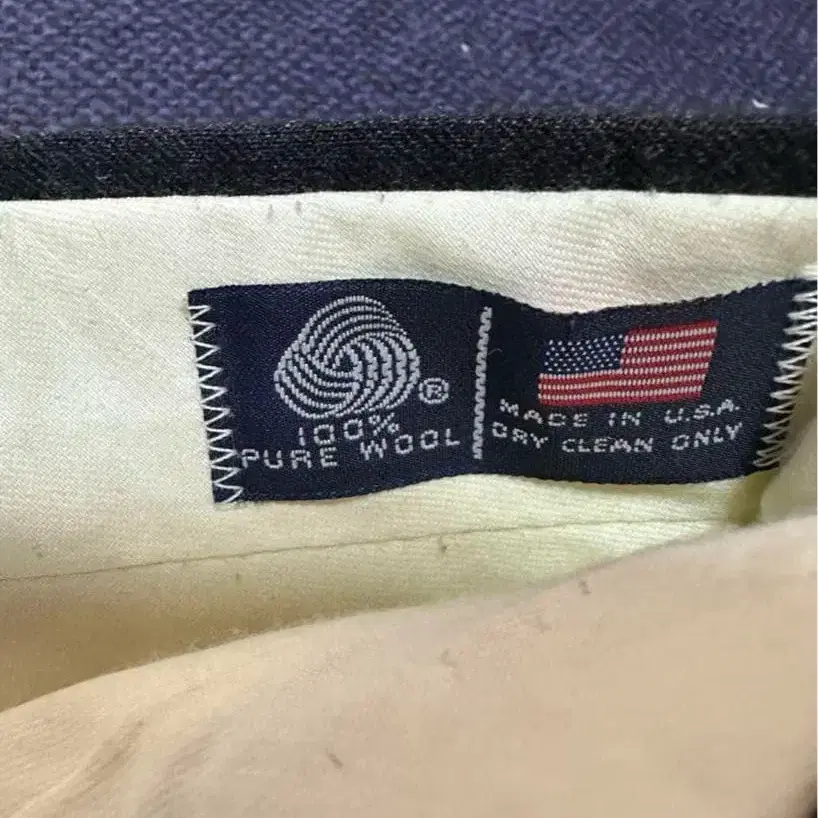 ®
100%
PURE WOOL
MADE IN U.S.A.
DRY CLEAN ONLY